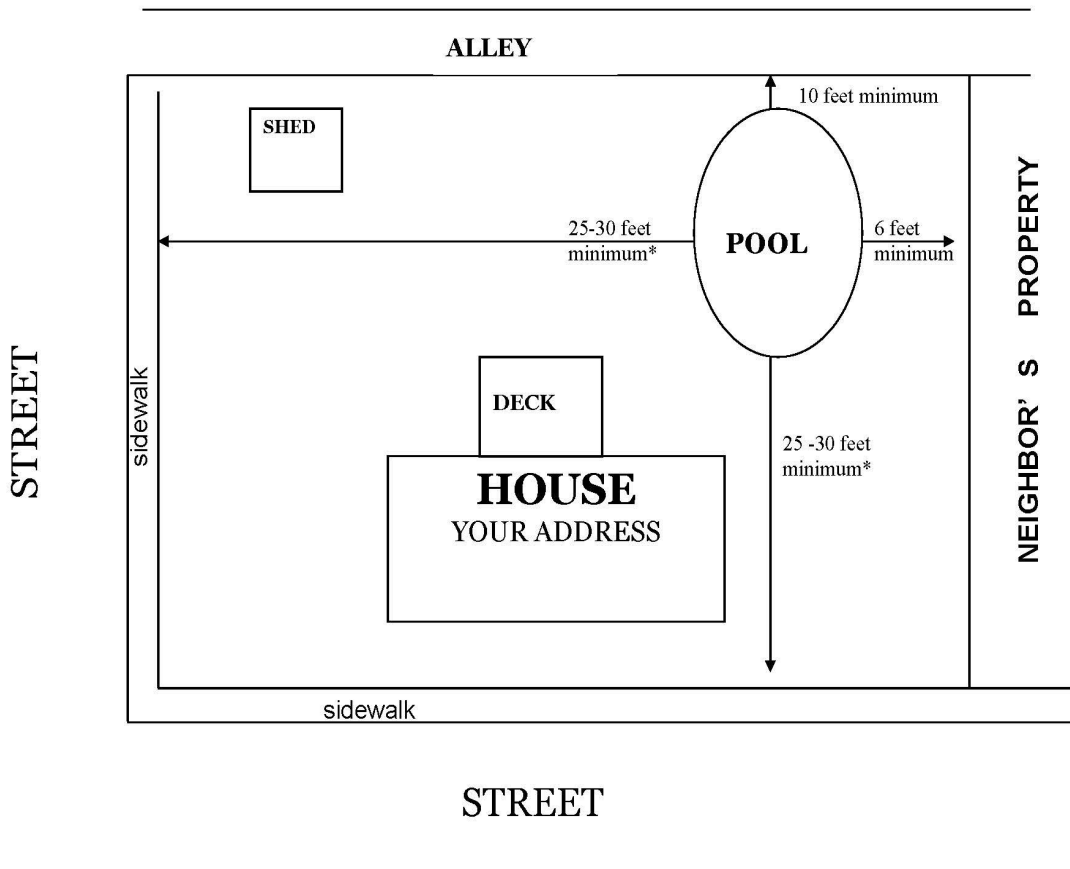 ALLEY
10 feet minimum
SHED
25-30 feet
minimum*
POOL
6 feet
minimum
NEIGHBOR' S PROPERTY
STREET
sidewalk
DECK
25 -30 feet
minimum*
HOUSE
YOUR ADDRESS
sidewalk
STREET